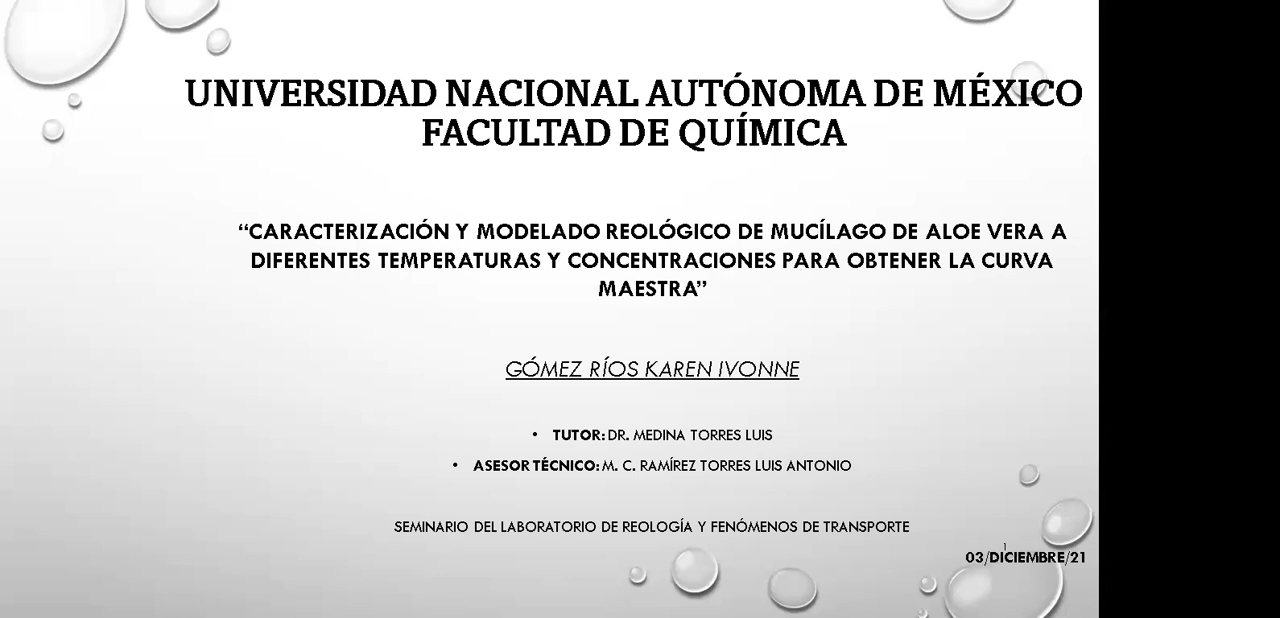 UNIVERSIDAD NACIONAL AUTÓNOMA DE MÉXICO
FACULTAD DE QUÍMICA
“CARACTERIZACIÓN Y MODELADO REOLÓGICO DE MUCÍLAGO DE ALOE VERA A
DIFERENTES TEMPERATURAS Y CONCENTRACIONES PARA OBTENER LA CURVA
MAESTRA”
GÓMEZ RÍOS KAREN IVONNE
• TUTOR: DR. MEDINA TORRES LUIS
• ASESOR TÉCNICO: M. C. RAMÍREZ TORRES LUIS ANTONIO
SEMINARIO DEL LABORATORIO DE REOLOGÍA Y FENÓMENOS DE TRANSPORTE
1
03/DICIEMBRE/21